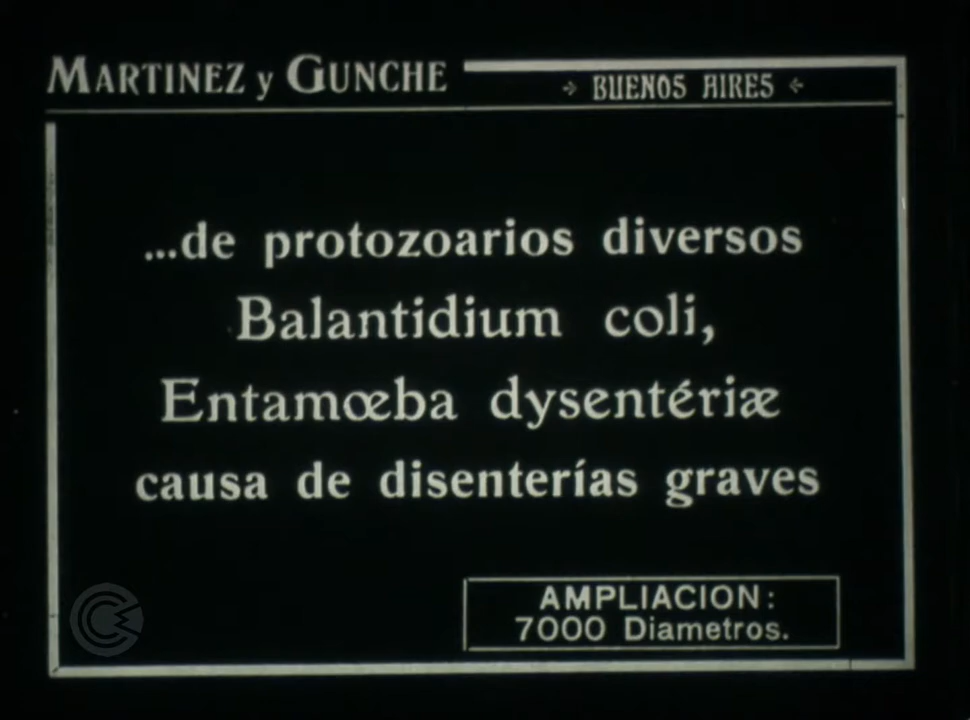 MARTINEZ y GUNCHE
BUENOS AIRES
...de protozoarios diversos
Balantidium coli,
Entamœba dysentériæ
causa de disenterías graves
AMPLIACION:
7000 Diametros.